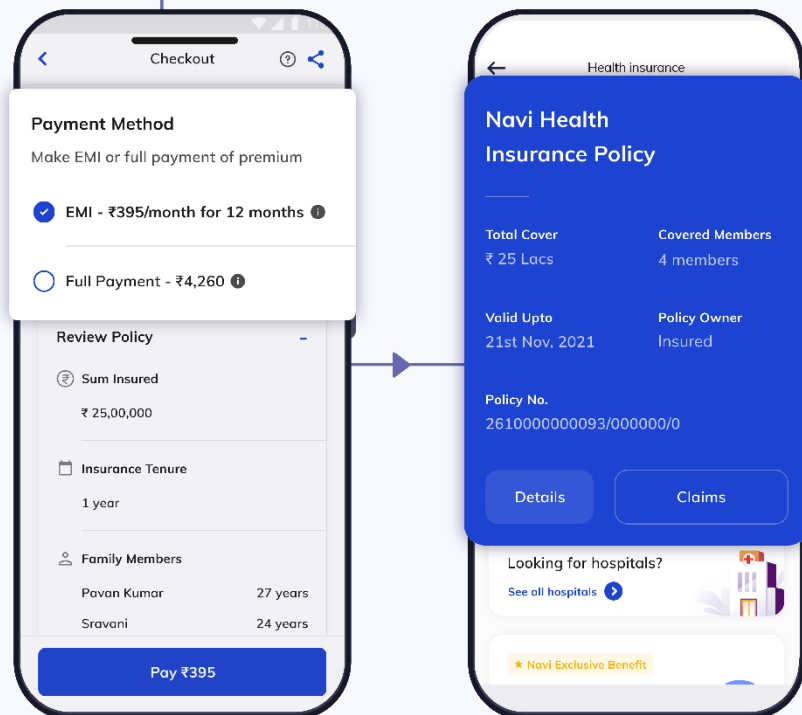 Checkout
Payment Method
Make EMI or full payment of premium
EMI - ₹395/month for 12 months
Full Payment - ₹4,260
Review Policy
Sum Insured
₹ 25,00,000
Insurance Tenure
1 year
Family Members
Pavan Kumar 27 years
Sravani 24 years
Pay ₹395
Health insurance
Navi Health
Insurance Policy
Total Cover Covered Members
₹ 25 Lacs 4 members
Valid Upto Policy Owner
21st Nov, 2021 Insured
Policy No.
2610000000093/000000/0
Details Claims
Looking for hospitals?
See all hospitals
Navi Exclusive Benefit